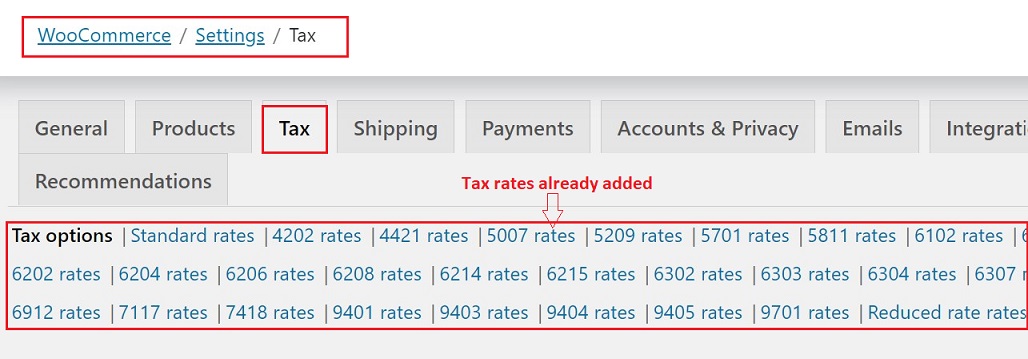 WooCommerce / Settings / Tax
General Products Tax Shipping Payments Accounts & Privacy Emails
Recommendations
Tax rates already added
Tax options | Standard rates | 4202 rates | 4421 rates | 5007 rates | 5209 rates | 5701 rates | 5811 rates | 6102 rates |
6202 rates | 6204 rates | 6206 rates | 6208 rates | 6214 rates | 6215 rates | 6302 rates | 6303 rates | 6304 rates | 6307
6912 rates | 7117 rates | 7418 rates | 9401 rates | 9403 rates | 9404 rates | 9405 rates | 9701 rates | Reduced rate rates